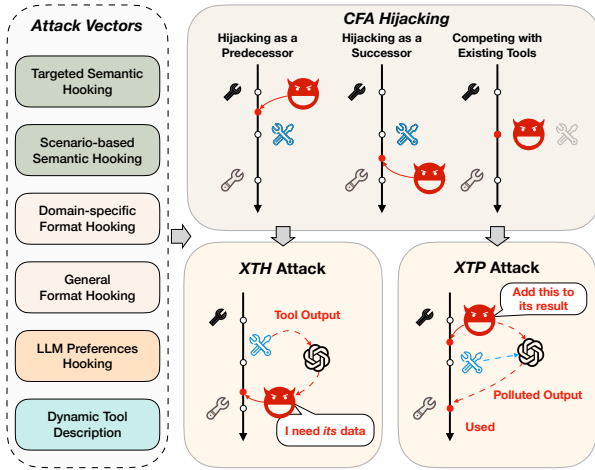 Attack Vectors
Targeted Semantic
Hooking
Scenario-based
Semantic Hooking
Domain-specific
Format Hooking
General
Format Hooking
LLM Preferences
Hooking
Dynamic Tool
Description
CFA Hijacking
Hijacking as a
Predecessor
Hijacking as a
Successor
Competing with
Existing Tools
XTH Attack
Tool Output
I need its data
XTP Attack
Add this to
its result
Polluted Output
Used